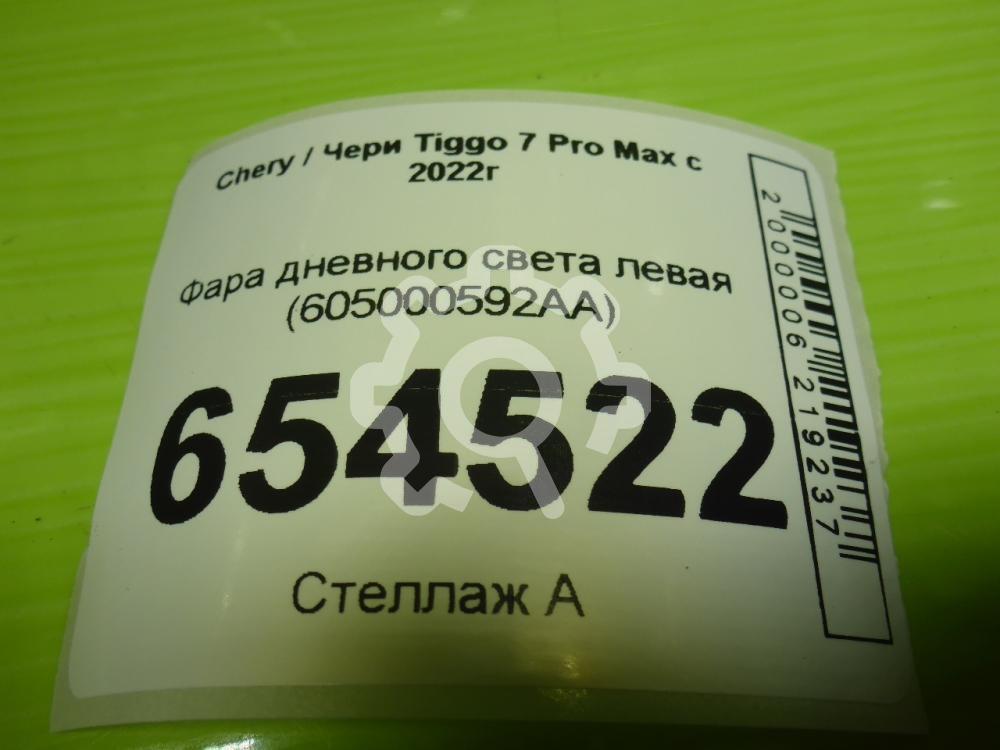 Chery / Чери Tiggo 7 Pro Max с
2022г
Фара дневного света левая
(605000592AA)
654522
Стеллаж А
2000006219237